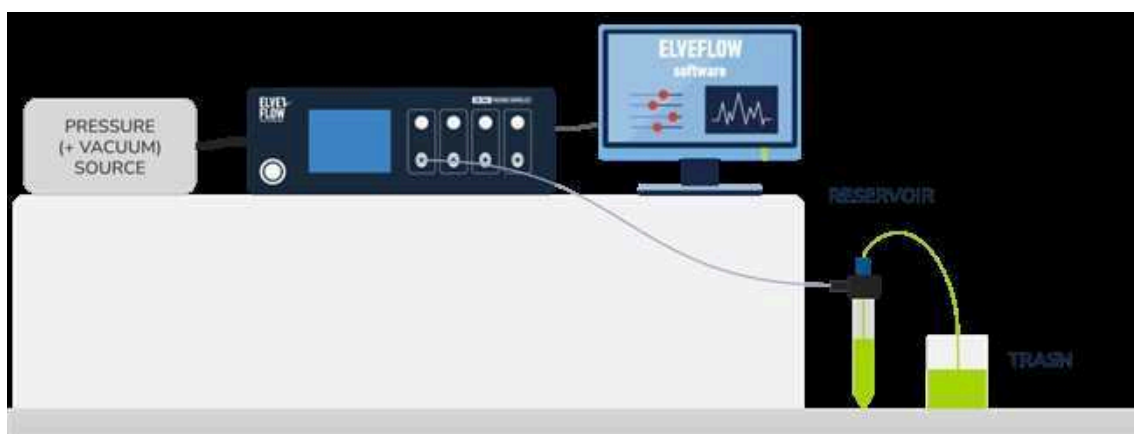 PRESSURE
(+ VACUUM)
SOURCE
ELVE
FLOW
ELVEFLOW
software
RESERVOIR
TRASH